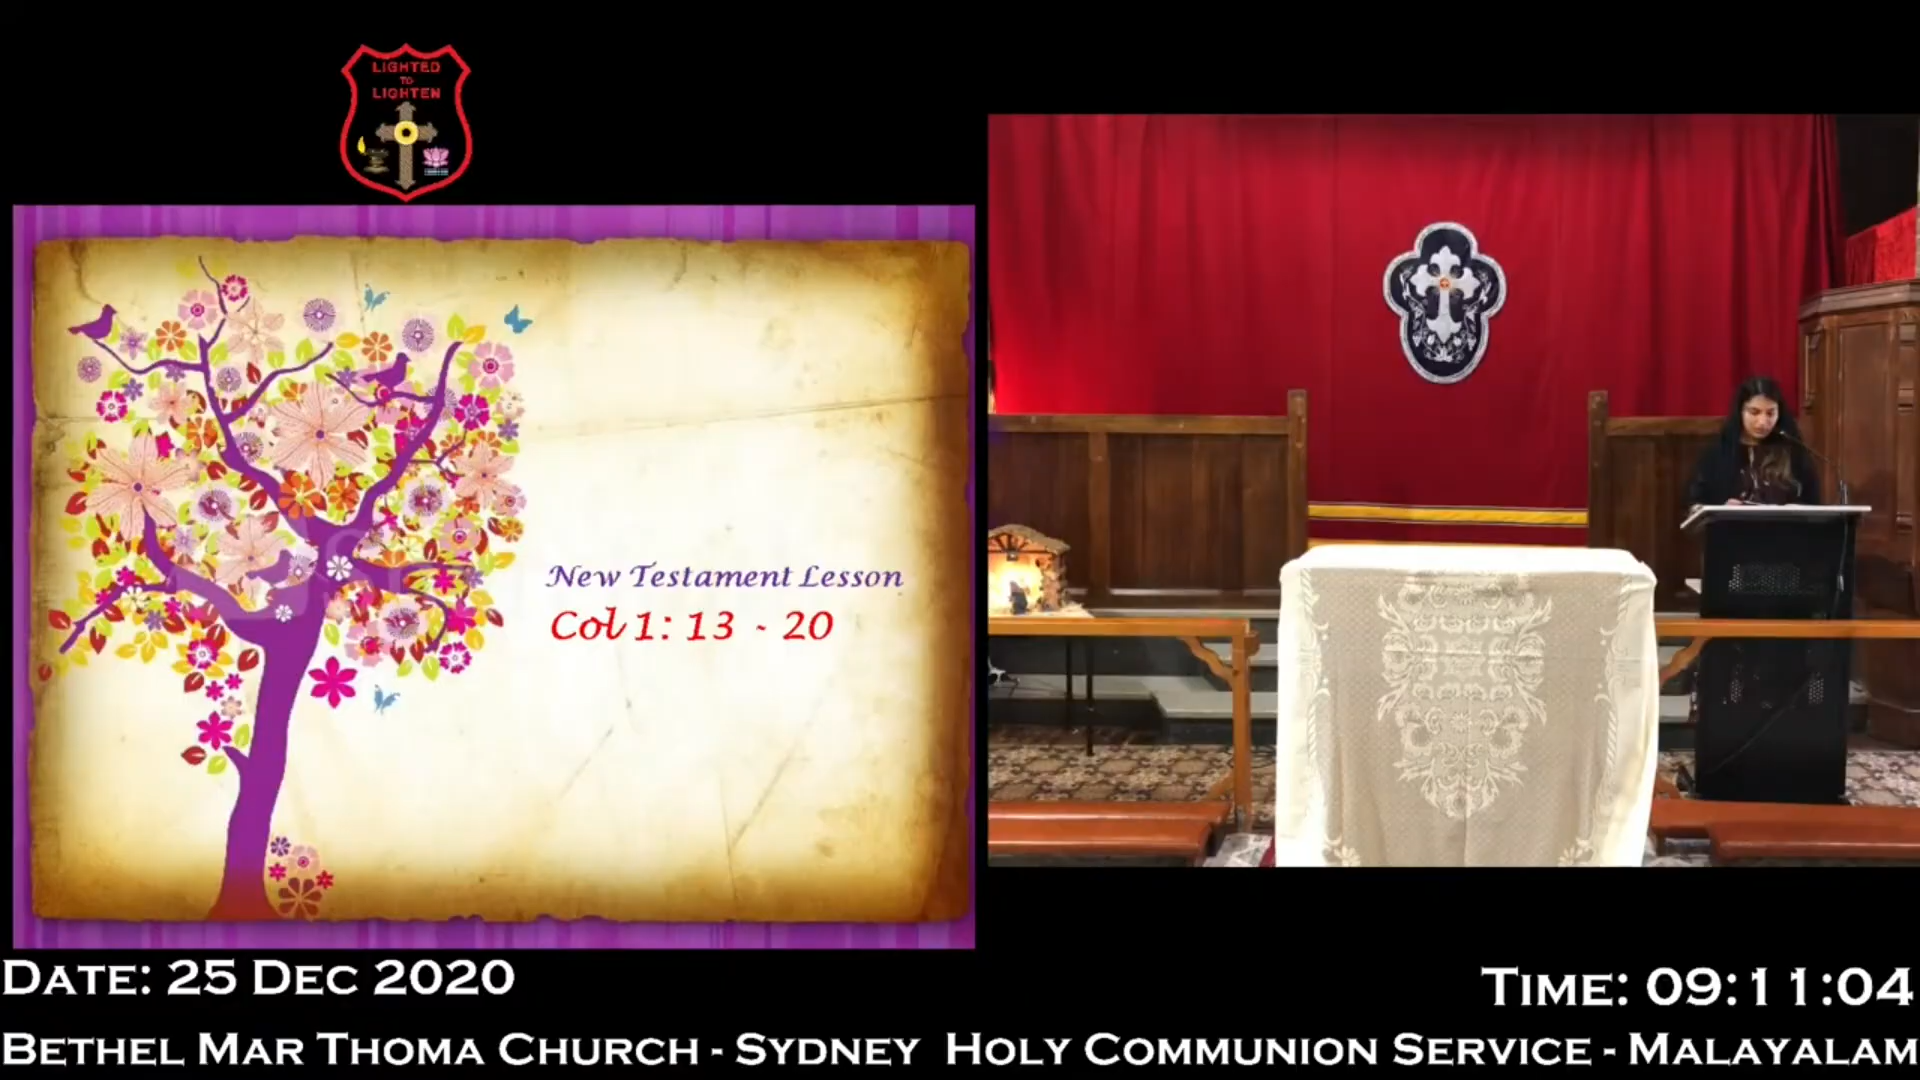 LIGHTED
TO
LIGHTEN
New Testament Lesson
Col 1: 13 - 20
DATE: 25 DEC 2020
TIME: 09:11:04
BETHEL MAR THOMA CHURCH - SYDNEY HOLY COMMUNION SERVICE - MALAYALAM